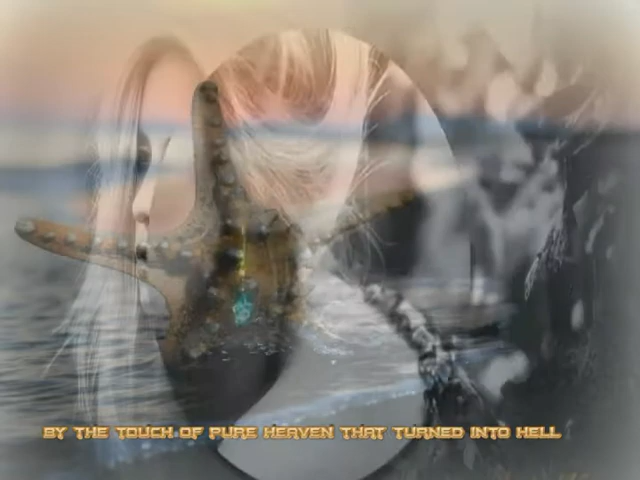 BY THE TOUCH OF PURE HEAVEN THAT TURNED INTO HELL